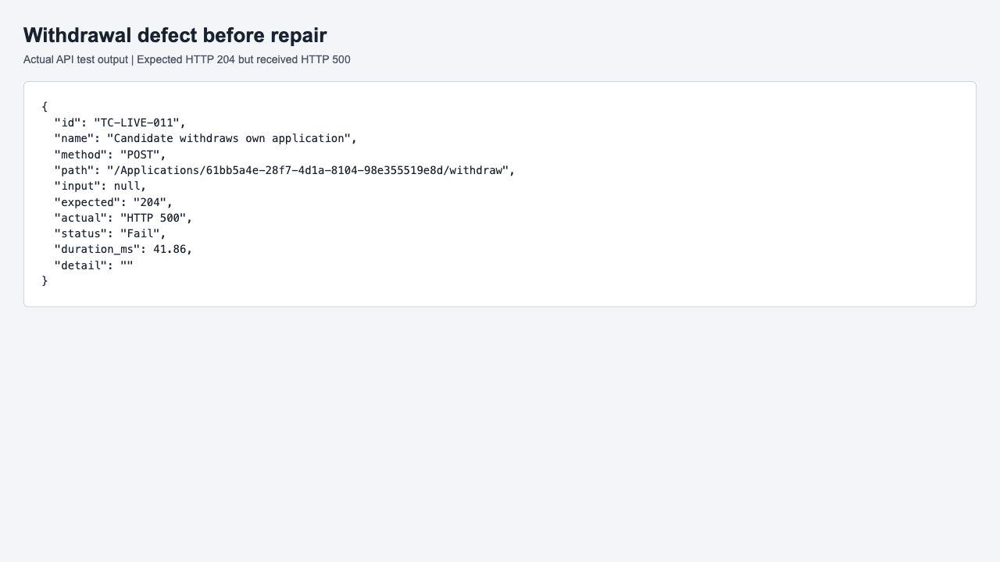 Withdrawal defect before repair
Actual API test output | Expected HTTP 204 but received HTTP 500
{
"id": "TC-LIVE-011",
"name": "Candidate withdraws own application",
"method": "POST",
"path": "/Applications/61bb5a4e-28f7-4d1a-8104-98e355519e8d/withdraw",
"input": null,
"expected": "204",
"actual": "HTTP 500",
"status": "Fail",
"duration_ms": 41.86,
"detail": ""
}